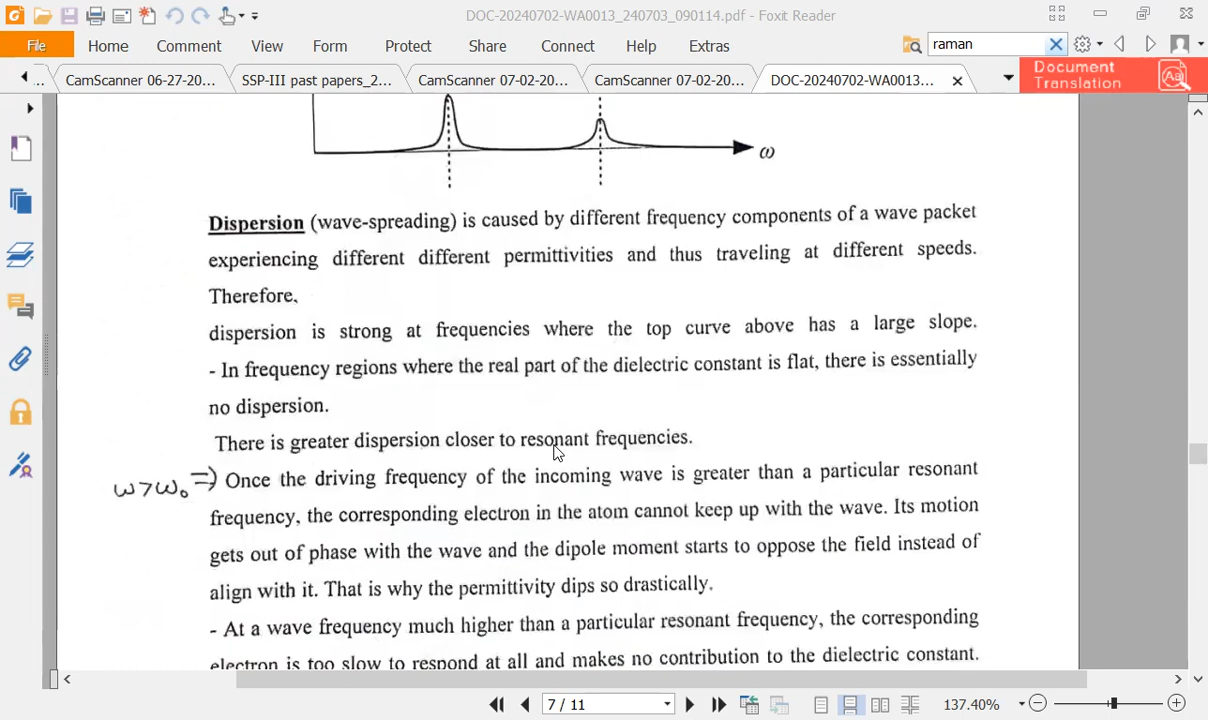 DOC-20240702-WA0013_240703_090114.pdf - Foxit Reader
File Home Comment View Form Protect Share Connect Help Extras raman
... CamScanner 06-27-20... SSP-III past papers_2... CamScanner 07-02-20... CamScanner 07-02-20... DOC-20240702-WA0013... Document
Translation
ω
Dispersion (wave-spreading) is caused by different frequency components of a wave packet
experiencing different different permittivities and thus traveling at different speeds.
Therefore,
dispersion is strong at frequencies where the top curve above has a large slope.
- In frequency regions where the real part of the dielectric constant is flat, there is essentially
no dispersion.
There is greater dispersion closer to resonant frequencies.
ω>ω₀ ⇒ Once the driving frequency of the incoming wave is greater than a particular resonant
frequency, the corresponding electron in the atom cannot keep up with the wave. Its motion
gets out of phase with the wave and the dipole moment starts to oppose the field instead of
align with it. That is why the permittivity dips so drastically.
- At a wave frequency much higher than a particular resonant frequency, the corresponding
electron is too slow to respond at all and makes no contribution to the dielectric constant.
7 / 11 137.40%